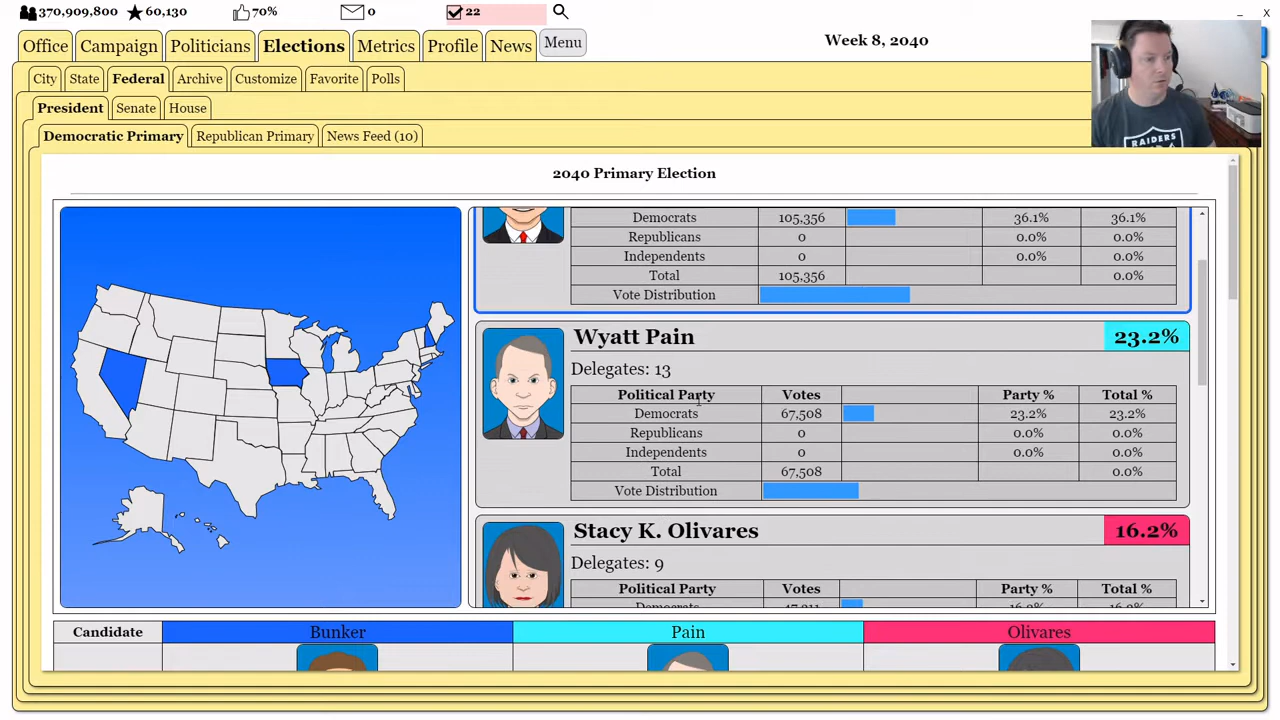 370,909,800 60,130 70% 0 22
_ X
Office Campaign Politicians Elections Metrics Profile News Menu
Week 8, 2040
City State Federal Archive Customize Favorite Polls
President Senate House
Democratic Primary Republican Primary News Feed (10)
RAIDERS
2040 Primary Election
Democrats 105,356 36.1% 36.1%
Republicans 0 0.0% 0.0%
Independents 0 0.0% 0.0%
Total 105,356 0.0%
Vote Distribution
Wyatt Pain 23.2%
Delegates: 13
Political Party Votes Party % Total %
Democrats 67,508 23.2% 23.2%
Republicans 0 0.0% 0.0%
Independents 0 0.0% 0.0%
Total 67,508 0.0%
Vote Distribution
Stacy K. Olivares 16.2%
Delegates: 9
Political Party Votes Party % Total %
Candidate Bunker Pain Olivares